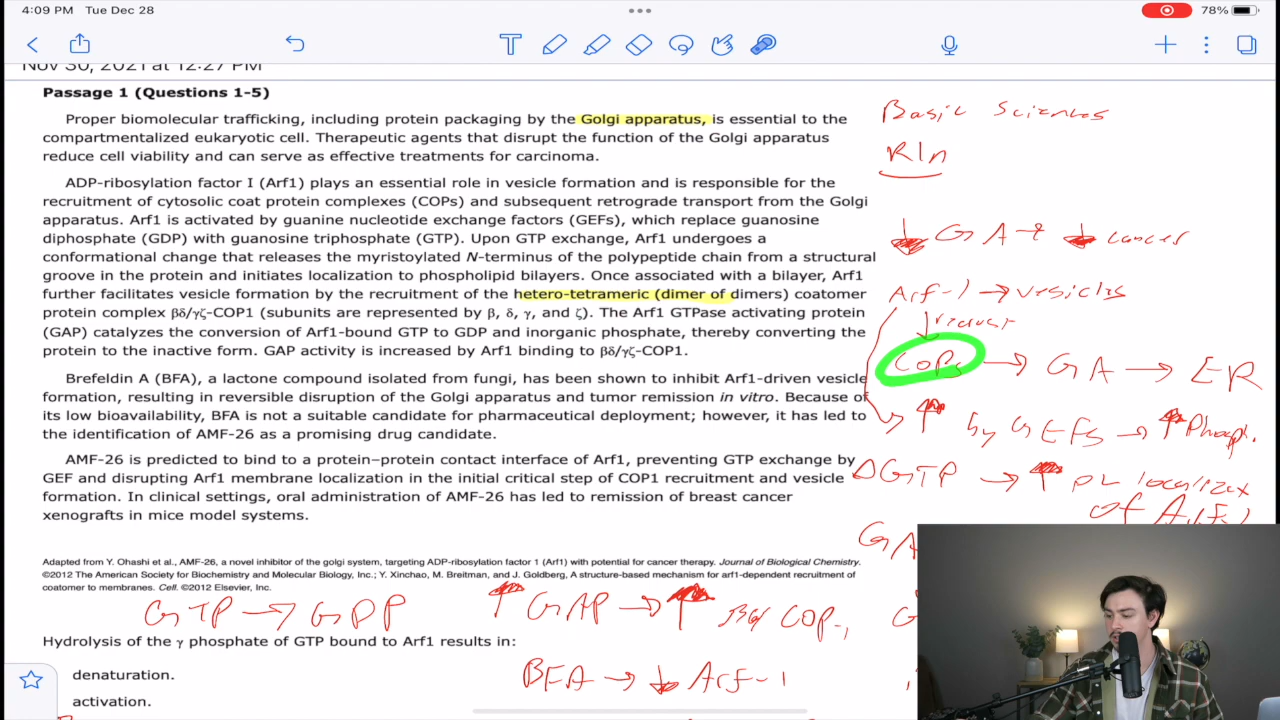 4:09 PM Tue Dec 28
78%
Nov 30, 2021 at 12:27 PM
Passage 1 (Questions 1-5)
Proper biomolecular trafficking, including protein packaging by the Golgi apparatus, is essential to the
compartmentalized eukaryotic cell. Therapeutic agents that disrupt the function of the Golgi apparatus
reduce cell viability and can serve as effective treatments for carcinoma.
ADP-ribosylation factor I (Arf1) plays an essential role in vesicle formation and is responsible for the
recruitment of cytosolic coat protein complexes (COPs) and subsequent retrograde transport from the Golgi
apparatus. Arf1 is activated by guanine nucleotide exchange factors (GEFs), which replace guanosine
diphosphate (GDP) with guanosine triphosphate (GTP). Upon GTP exchange, Arf1 undergoes a
conformational change that releases the myristoylated N-terminus of the polypeptide chain from a structural
groove in the protein and initiates localization to phospholipid bilayers. Once associated with a bilayer, Arf1
further facilitates vesicle formation by the recruitment of the hetero-tetrameric (dimer of dimers) coatomer
protein complex βδ/γζ-COP1 (subunits are represented by β, δ, γ, and ζ). The Arf1 GTPase activating protein
(GAP) catalyzes the conversion of Arf1-bound GTP to GDP and inorganic phosphate, thereby converting the
protein to the inactive form. GAP activity is increased by Arf1 binding to βδ/γζ-COP1.
Brefeldin A (BFA), a lactone compound isolated from fungi, has been shown to inhibit Arf1-driven vesicle
formation, resulting in reversible disruption of the Golgi apparatus and tumor remission in vitro. Because of
its low bioavailability, BFA is not a suitable candidate for pharmaceutical deployment; however, it has led to
the identification of AMF-26 as a promising drug candidate.
AMF-26 is predicted to bind to a protein–protein contact interface of Arf1, preventing GTP exchange by
GEF and disrupting Arf1 membrane localization in the initial critical step of COP1 recruitment and vesicle
formation. In clinical settings, oral administration of AMF-26 has led to remission of breast cancer
xenografts in mice model systems.
Adapted from Y. Ohashi et al., AMF-26, a novel inhibitor of the golgi system, targeting ADP-ribosylation factor 1 (Arf1) with potential for cancer therapy. Journal of Biological Chemistry.
©2012 The American Society for Biochemistry and Molecular Biology, Inc.; Y. Xinchao, M. Breitman, and J. Goldberg, A structure-based mechanism for arf1-dependent recruitment of
coatomer to membranes. Cell. ©2012 Elsevier, Inc.
GTP → GDP
↑ GAP → ↑ COP-1
Hydrolysis of the γ phosphate of GTP bound to Arf1 results in:
BFA → ↓ Arf-1
denaturation.
activation.
Basic Sciences
R/n
↓ GA → ↓ cancer
Arf-1 → vesicles
↓ recruit
COPs → GA → ER
↑ by GEFs → ↑ Phosph.
ΔGTP → ↑ PL localizax
of Arf-1